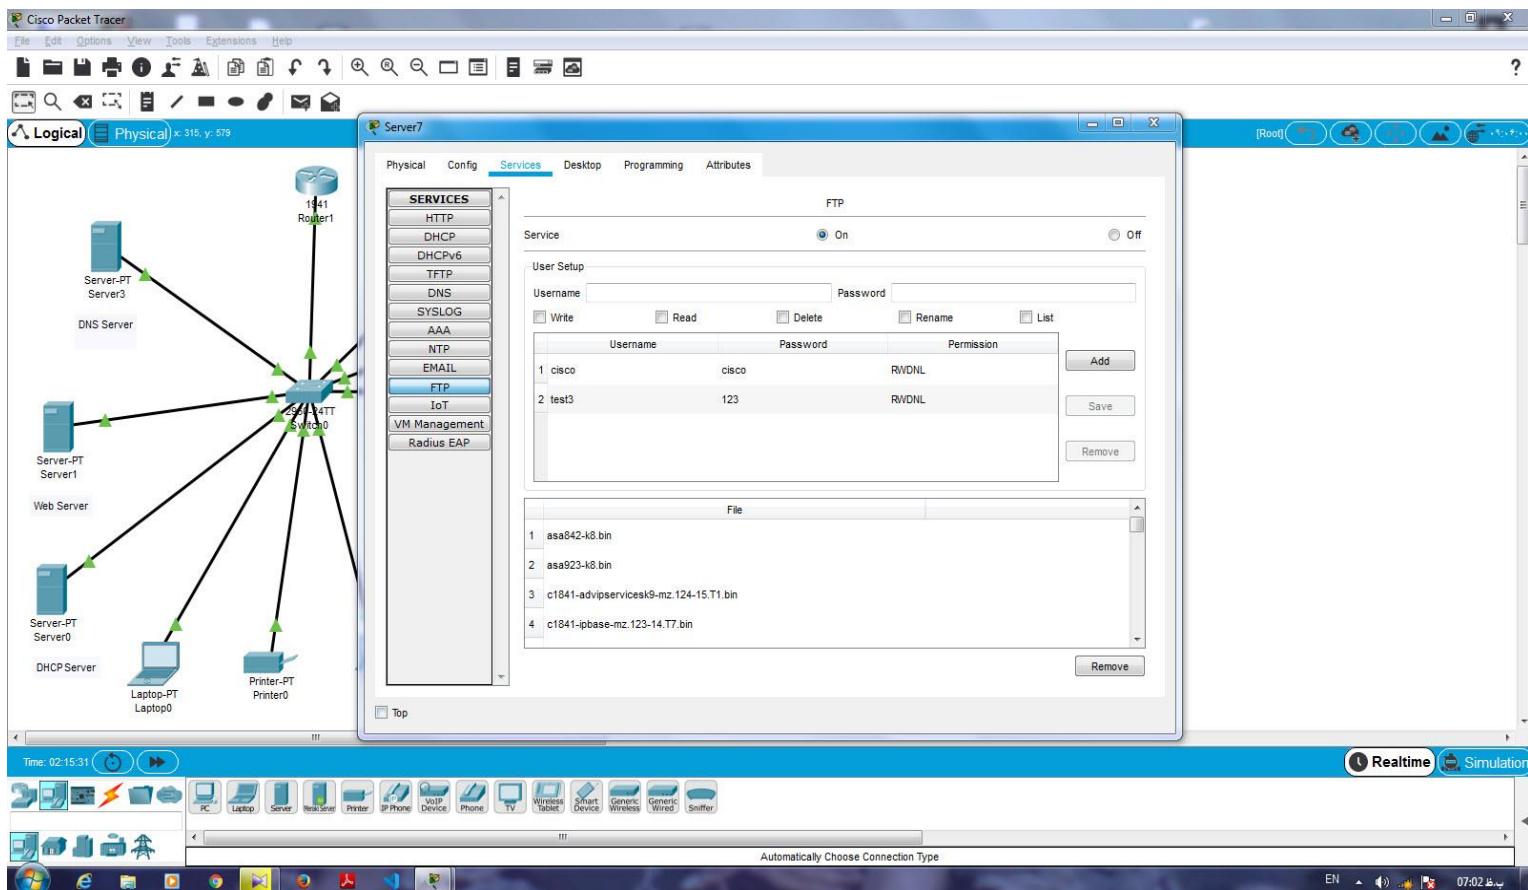 Cisco Packet Tracer
File Edit Options View Tools Extensions Help
?
Logical Physical x: 315, y: 579
[Root]
Server7
Physical Config Services Desktop Programming Attributes
SERVICES
HTTP
DHCP
DHCPv6
TFTP
DNS
SYSLOG
AAA
NTP
EMAIL
FTP
IoT
VM Management
Radius EAP
FTP
Service On Off
User Setup
Username Password
Write Read Delete Rename List
Username Password Permission
1 cisco cisco RWDNL
2 test3 123 RWDNL
Add
Save
Remove
File
1 asa842-k8.bin
2 asa923-k8.bin
3 c1841-advipservicesk9-mz.124-15.T1.bin
4 c1841-ipbase-mz.123-14.T7.bin
Remove
Top
1941
Router1
Server-PT
Server3
DNS Server
2960-24TT
Switch0
Server-PT
Server1
Web Server
Server-PT
Server0
DHCP Server
Laptop-PT
Laptop0
Printer-PT
Printer0
Time: 02:15:31
Realtime Simulation
PC Laptop Server Meraki Server Printer IP Phone VoIP Device Phone TV Wireless Tablet Smart Device Generic Wireless Generic Wired Sniffer
Automatically Choose Connection Type
EN 07:02 ب.ظ